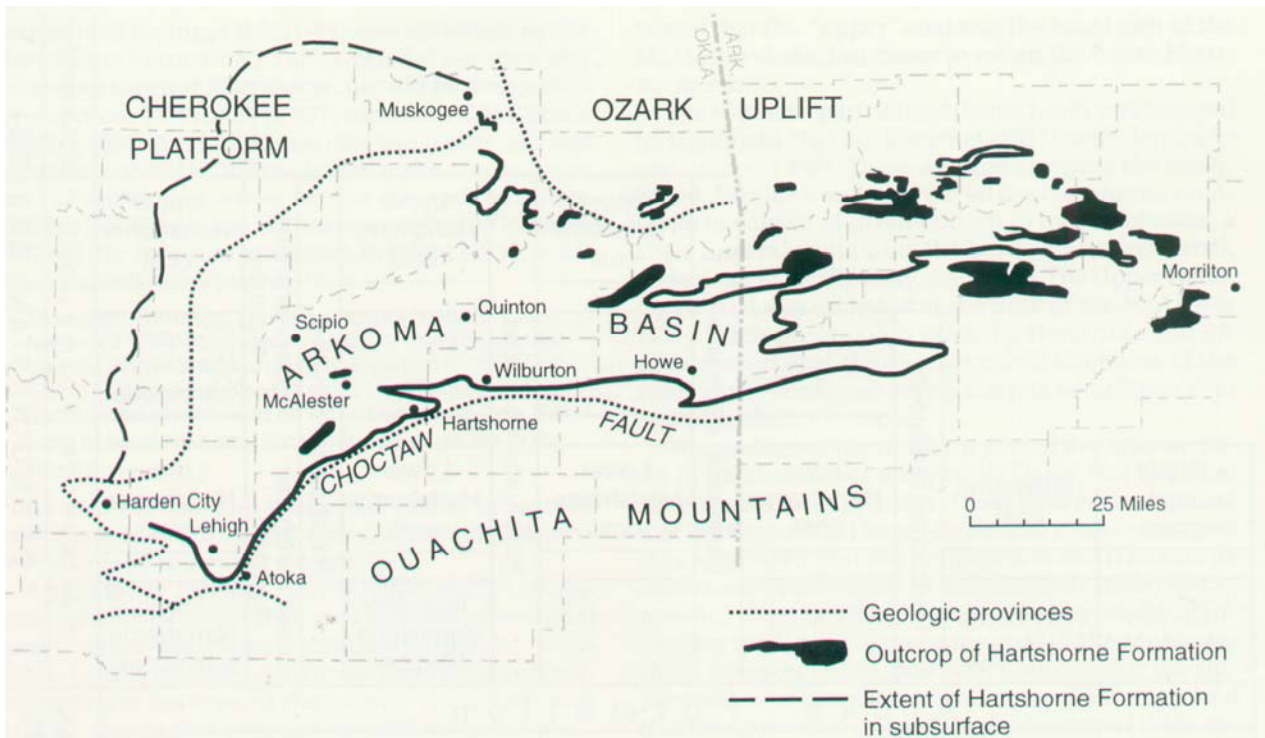 ARK
OKLA
CHEROKEE
PLATFORM
Muskogee
OZARK UPLIFT
Morrilton
Quinton
Scipio
ARKOMA BASIN
Wilburton
Howe
McAlester
Hartshorne
CHOCTAW FAULT
Harden City
Lehigh
Atoka
OUACHITA MOUNTAINS
0 25 Miles
Geologic provinces
Outcrop of Hartshorne Formation
Extent of Hartshorne Formation
in subsurface